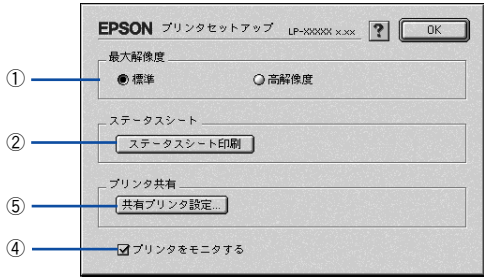 EPSON プリンタセットアップ LP-XXXXX x.xx ? OK
最大解像度
① 標準 高解像度
ステータスシート
② ステータスシート印刷
プリンタ共有
⑤ 共有プリンタ設定...
④ プリンタをモニタする